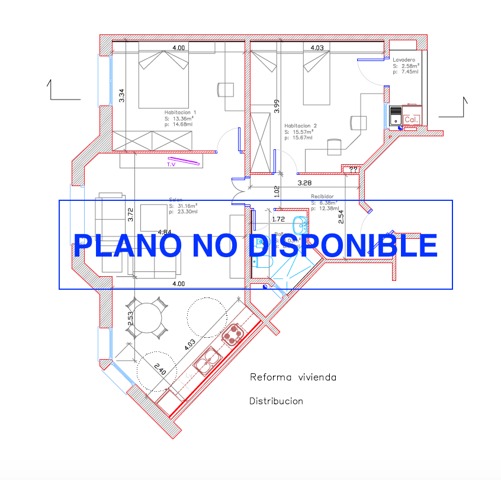 4.00
4.03
Lavadero
S: 2.58m²
p: 7.45ml
3.34
3.99
Habitacion 1
S: 13.36m²
p: 14.68ml
Habitacion 2
S: 15.57m²
p: 15.67ml
Cal.
T.V
??
3.28
1.02
Salon
S: 31.16m²
p: 23.30ml
Recibidor
S: 6.38m²
p: 12.38ml
3.72
1.72
2.54
4.84
PLANO NO DISPONIBLE
4.00
2.53
4.03
2.40
Reforma vivienda
Distribucion